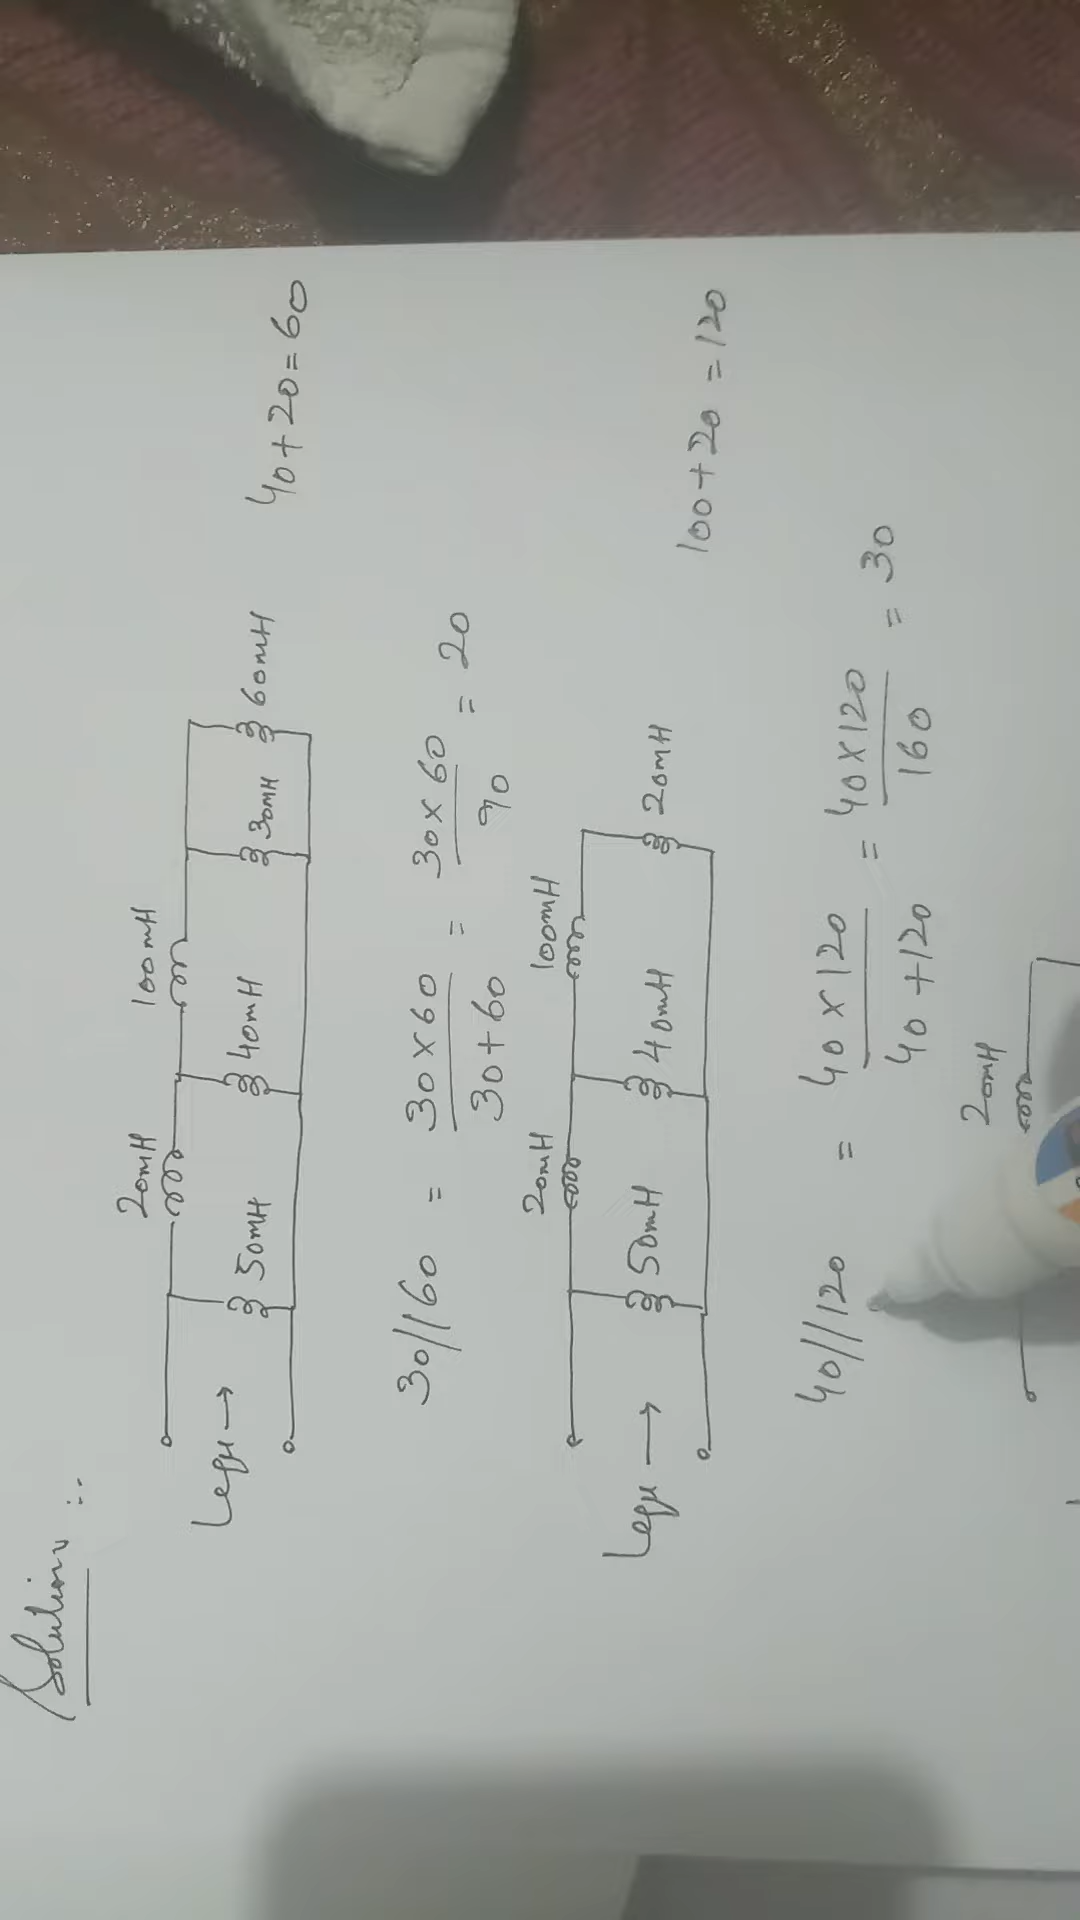 Solution :-
20mH 100mH
Leqn → 50mH 40mH 30mH 60mH 40+20=60
30//60 = 30×60 / 30+60 = 30×60 / 90 = 20
20mH 100mH
Leqn → 50mH 40mH 20mH 100+20=120
40//120 = 40×120 / 40+120 = 40×120 / 160 = 30
20mH